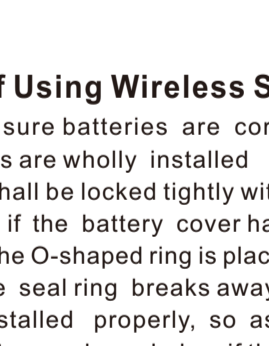 f Using Wireless S
sure batteries are cor
s are wholly installed
hall be locked tightly wit
if the battery cover ha
he O-shaped ring is plac
e seal ring breaks away
stalled properly, so as